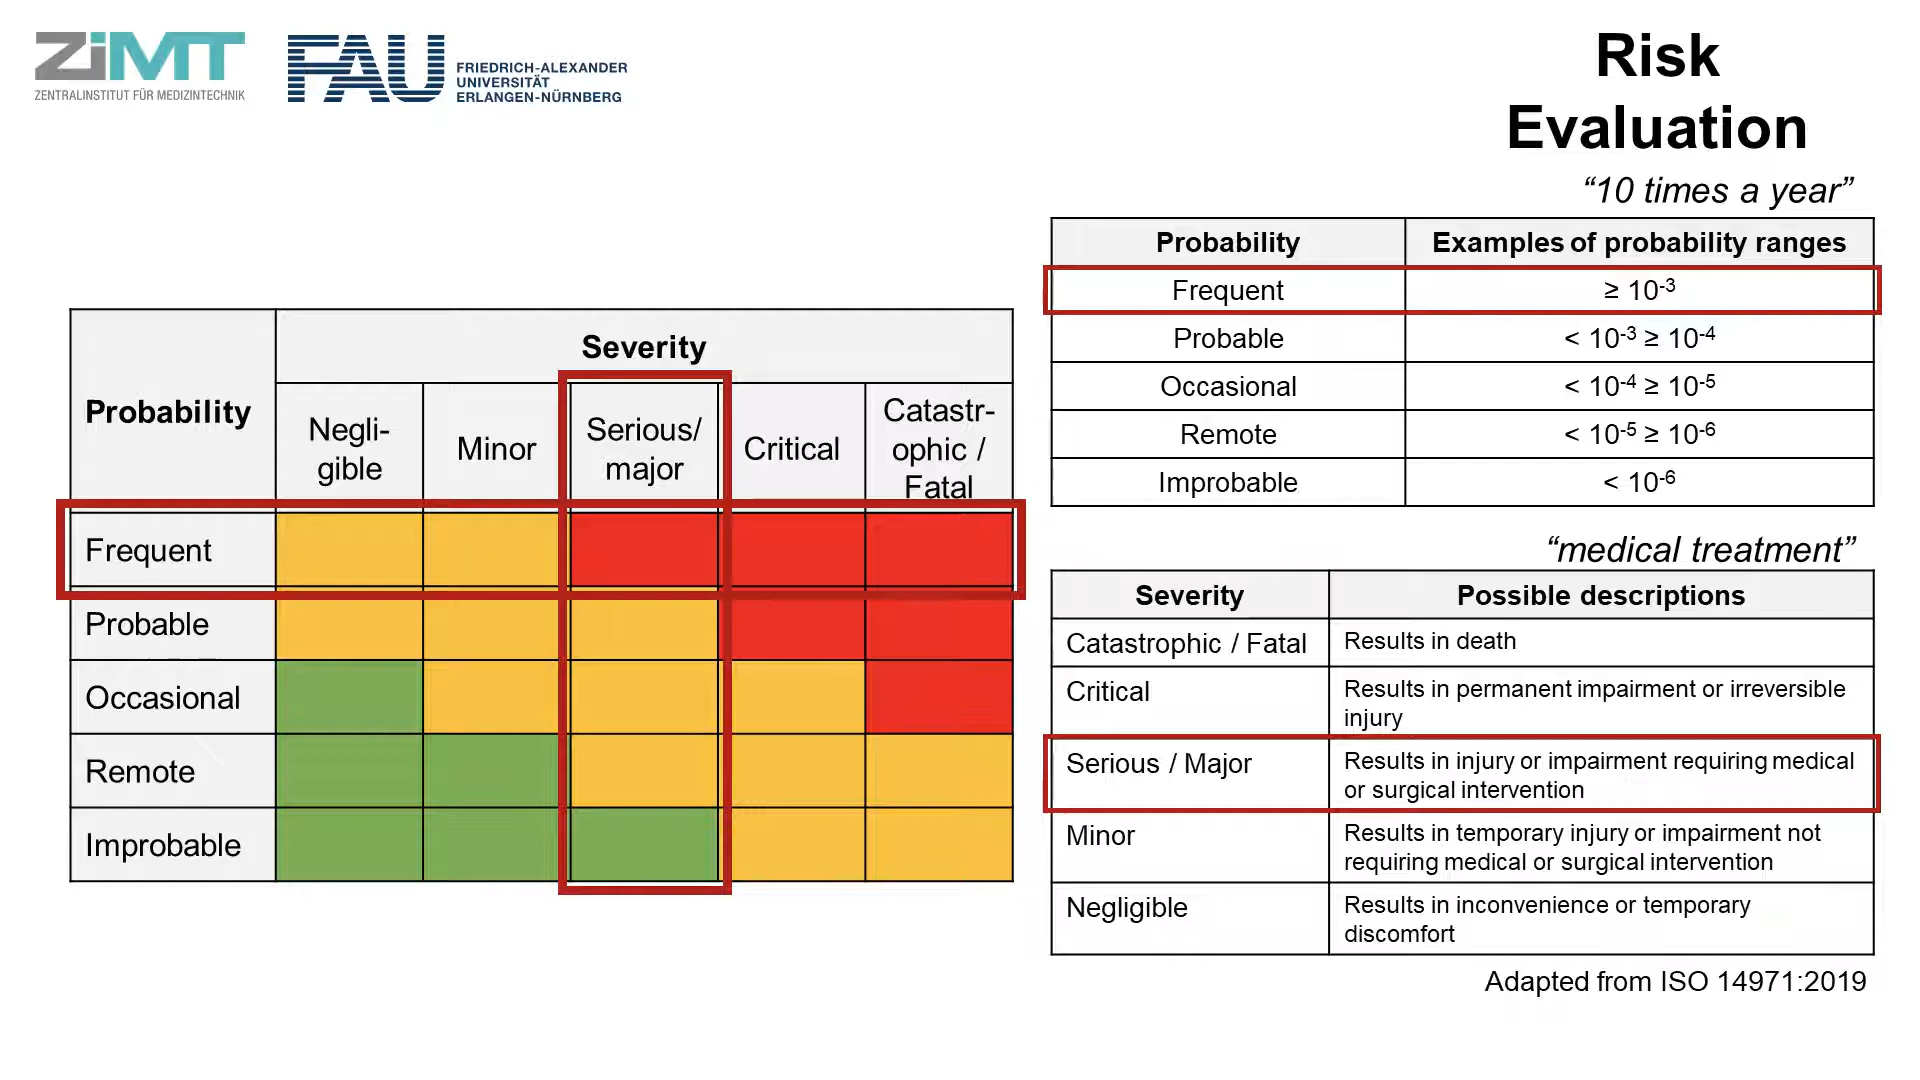 ZiMT
ZENTRALINSTITUT FÜR MEDIZINTECHNIK
FAU
FRIEDRICH-ALEXANDER
UNIVERSITÄT
ERLANGEN-NÜRNBERG
Risk
Evaluation
Probability
Severity
Negli-
gible
Minor
Serious/
major
Critical
Catastr-
ophic /
Fatal
Frequent
Probable
Occasional
Remote
Improbable
“10 times a year”
Probability Examples of probability ranges
Frequent ≥ 10⁻³
Probable < 10⁻³ ≥ 10⁻⁴
Occasional < 10⁻⁴ ≥ 10⁻⁵
Remote < 10⁻⁵ ≥ 10⁻⁶
Improbable < 10⁻⁶
“medical treatment”
Severity Possible descriptions
Catastrophic / Fatal Results in death
Critical Results in permanent impairment or irreversible
injury
Serious / Major Results in injury or impairment requiring medical
or surgical intervention
Minor Results in temporary injury or impairment not
requiring medical or surgical intervention
Negligible Results in inconvenience or temporary
discomfort
Adapted from ISO 14971:2019